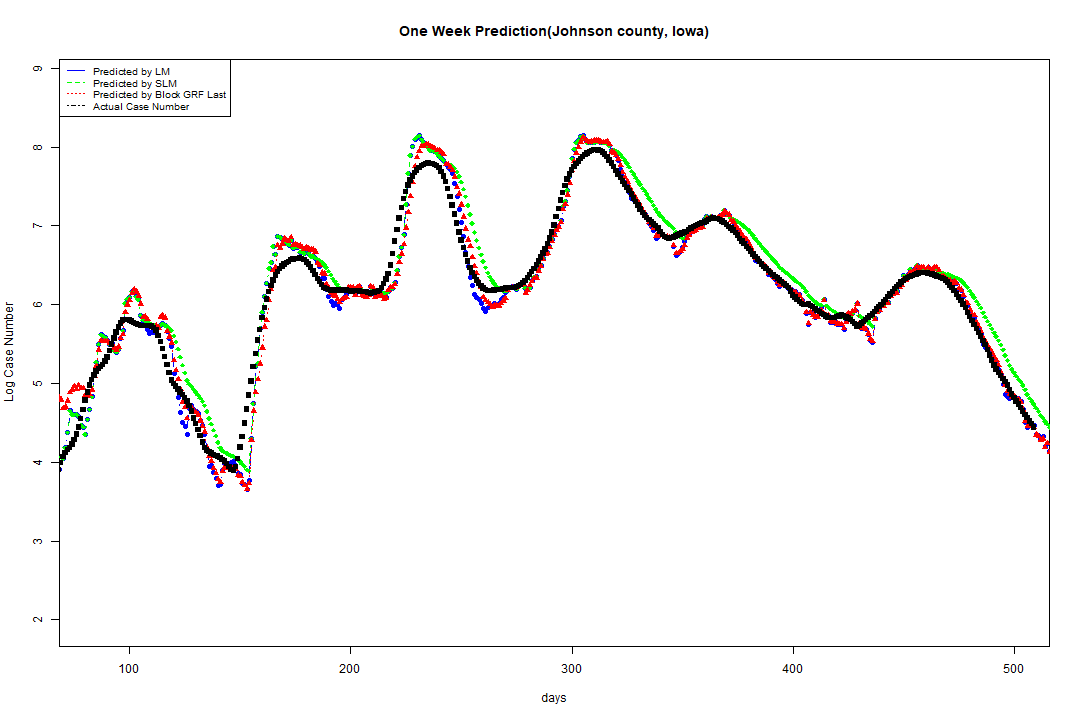 One Week Prediction(Johnson county, Iowa)
Predicted by LM
Predicted by SLM
Predicted by Block GRF Last
Actual Case Number
9
8
7
6
5
4
3
2
Log Case Number
100 200 300 400 500
days